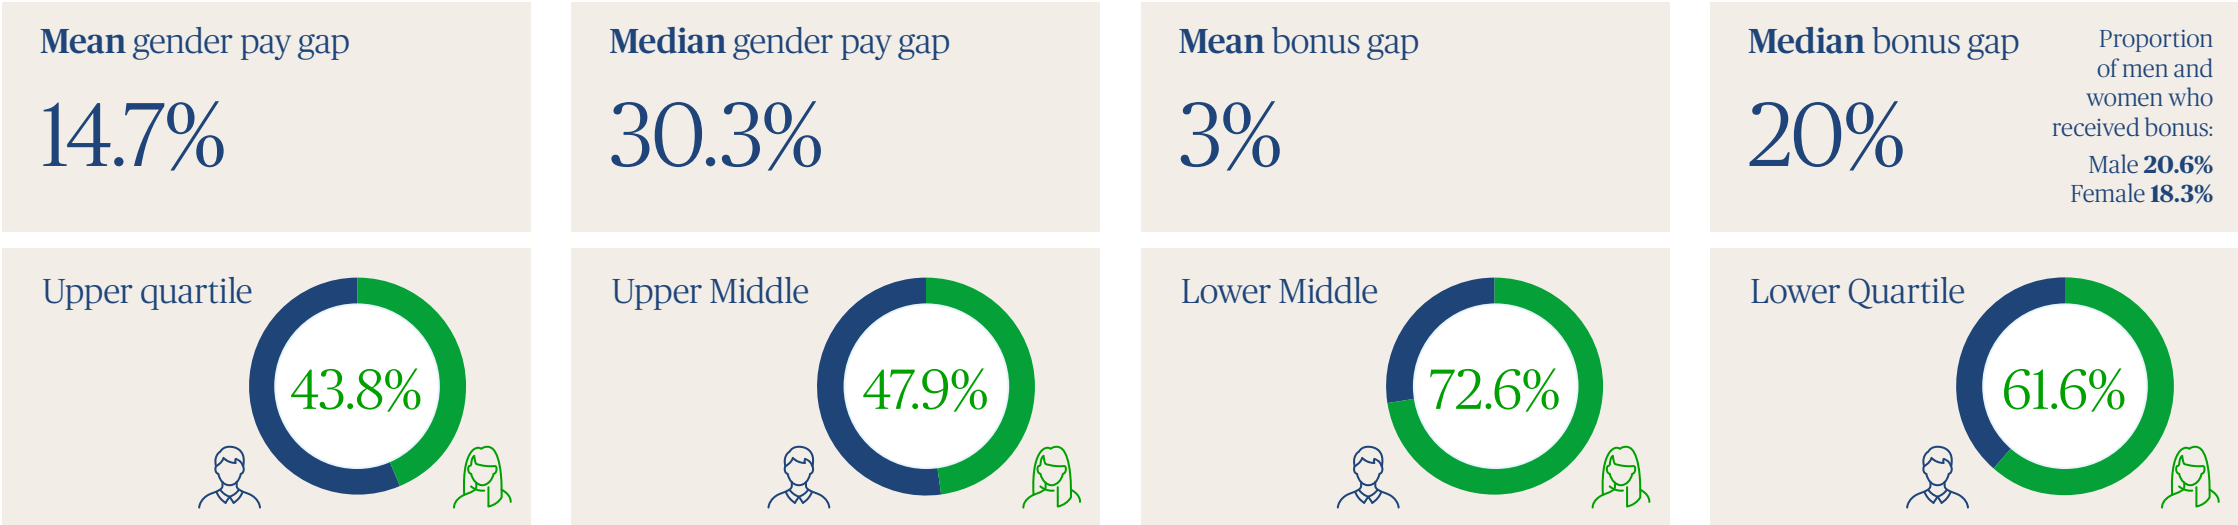 Mean gender pay gap
14.7%
Median gender pay gap
30.3%
Mean bonus gap
3%
Median bonus gap
20%
Proportion
of men and
women who
received bonus:
Male 20.6%
Female 18.3%
Upper quartile
43.8%
Upper Middle
47.9%
Lower Middle
72.6%
Lower Quartile
61.6%